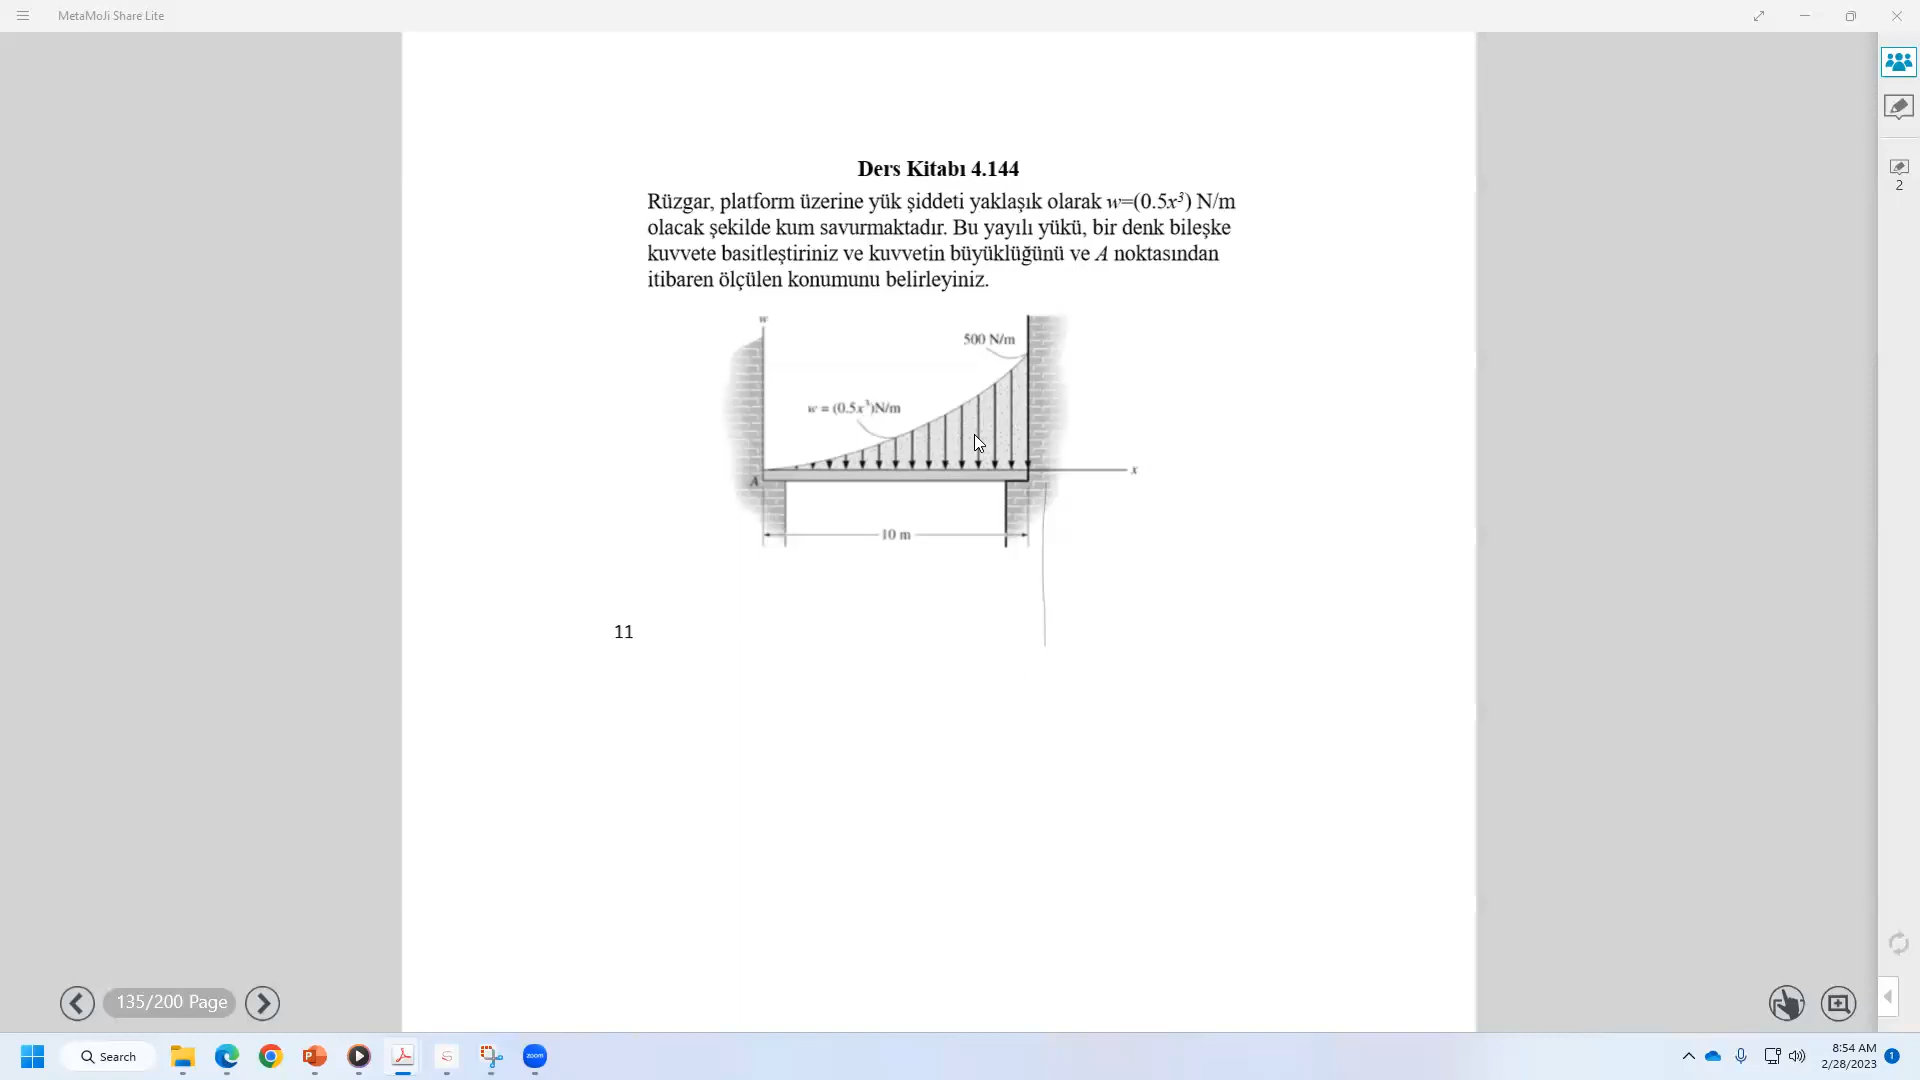 MetaMoJi Share Lite
Ders Kitabı 4.144
Rüzgar, platform üzerine yük şiddeti yaklaşık olarak w=(0.5x³) N/m
olacak şekilde kum savurmaktadır. Bu yayılı yükü, bir denk bileşke
kuvvete basitleştiriniz ve kuvvetin büyüklüğünü ve A noktasından
itibaren ölçülen konumunu belirleyiniz.
w
500 N/m
w = (0.5x³)N/m
x
A
10 m
11
2
135/200 Page
Search
zoom
8:54 AM
2/28/2023
1